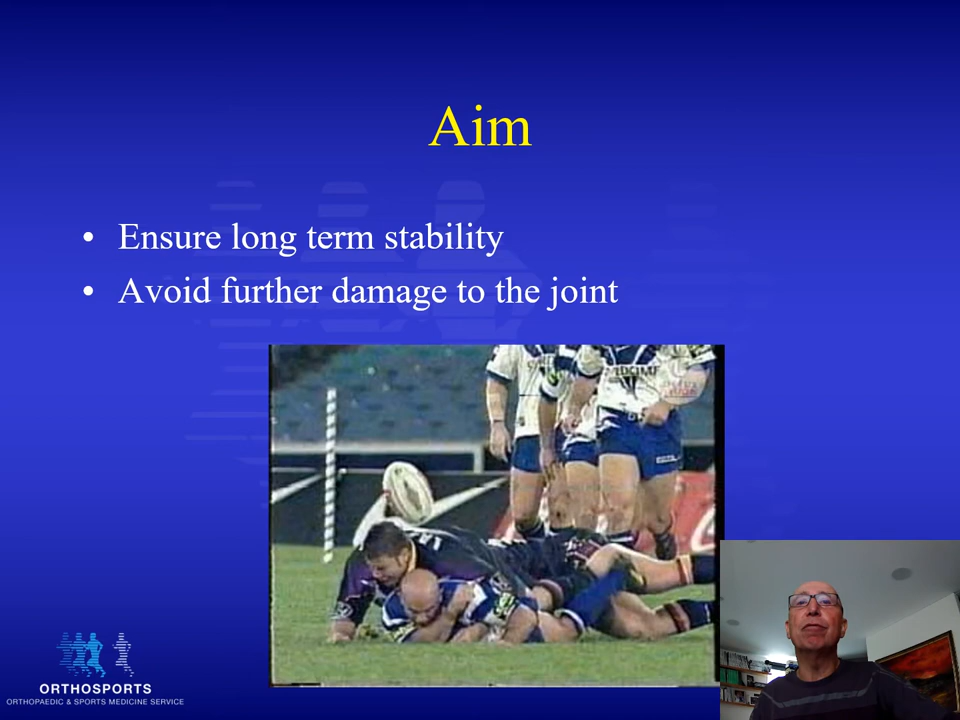 Aim
• Ensure long term stability
• Avoid further damage to the joint
ORTHOSPORTS
ORTHOPAEDIC & SPORTS MEDICINE SERVICE